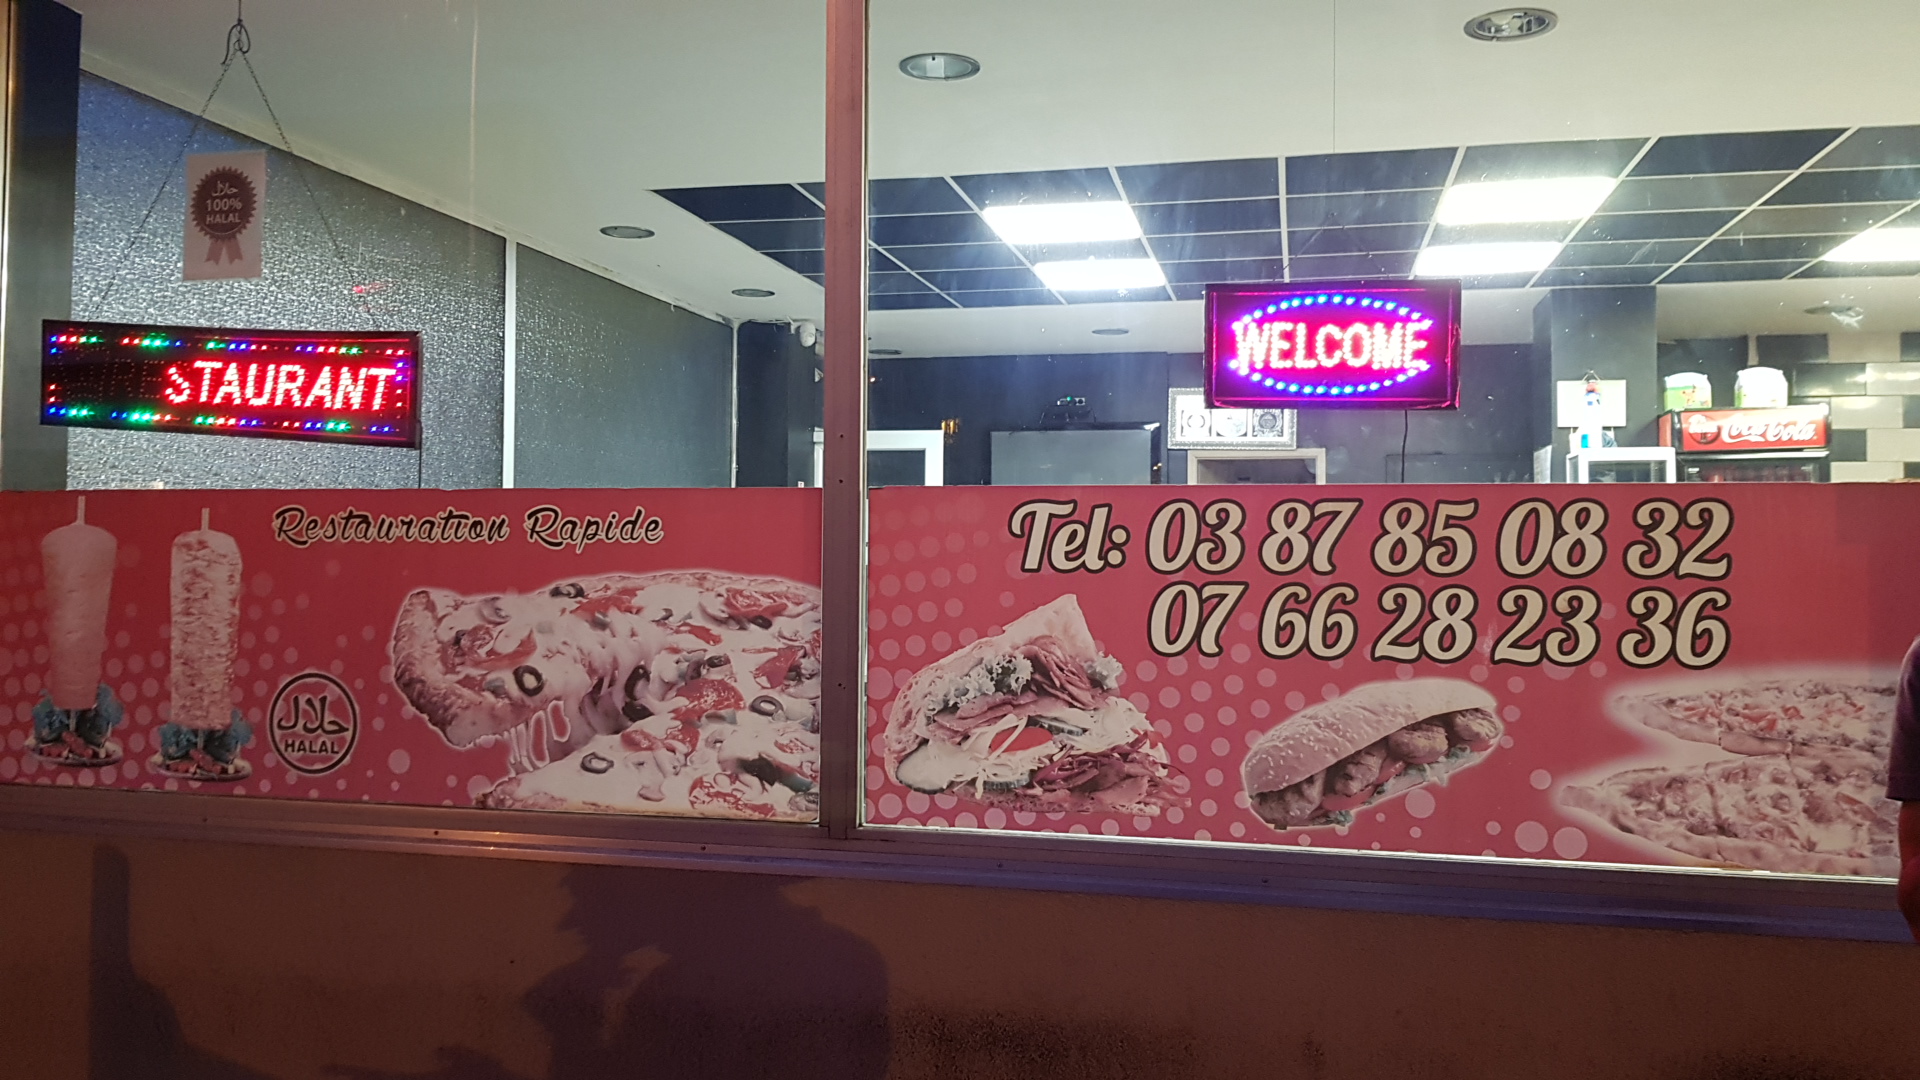 حلال
100%
HALAL
STAURANT
WELCOME
Coca-Cola
Restauration Rapide
Tel: 03 87 85 08 32
07 66 28 23 36
حلال
HALAL